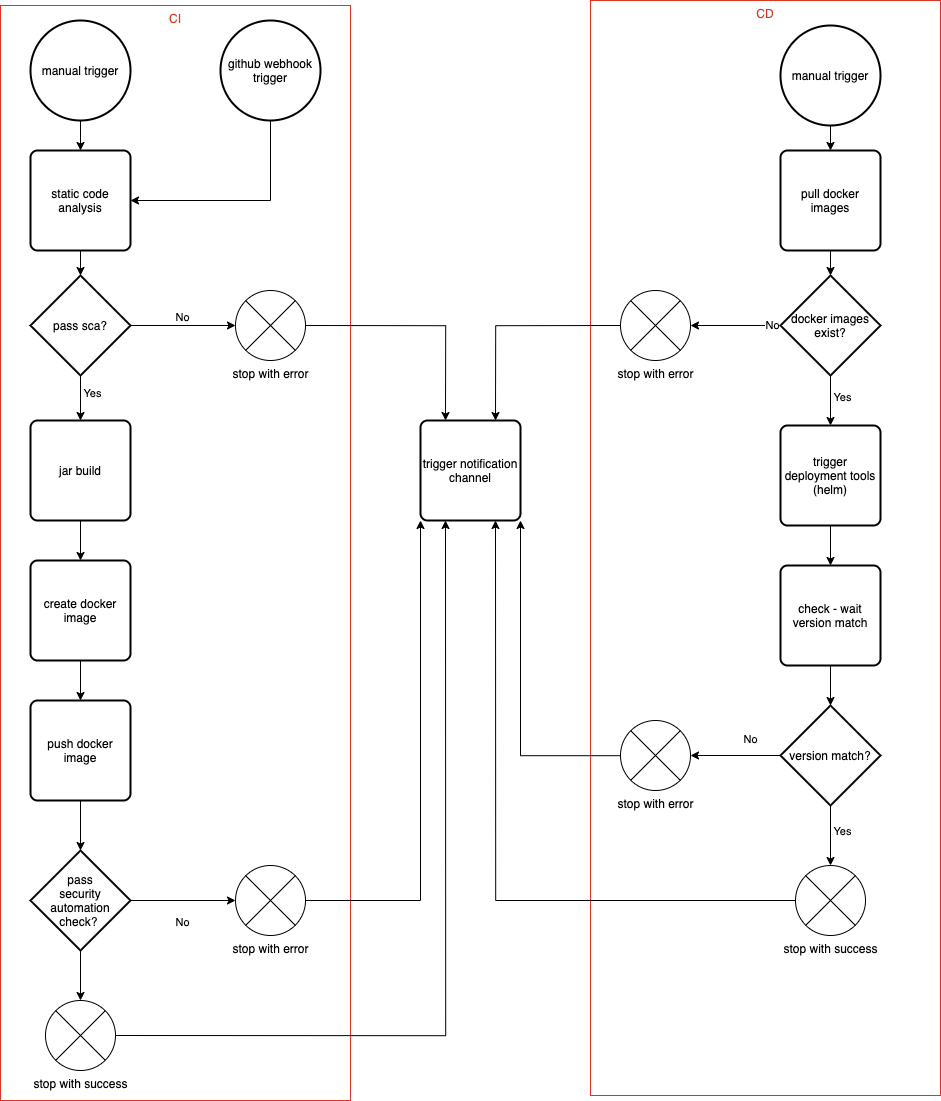 CI
manual trigger
github webhook
trigger
static code
analysis
pass sca?
No
stop with error
Yes
jar build
create docker
image
push docker
image
pass
security
automation
check?
No
stop with error
stop with success
trigger notification
channel
CD
manual trigger
pull docker
images
docker images
exist?
No
stop with error
Yes
trigger
deployment tools
(helm)
check - wait
version match
version match?
No
stop with error
Yes
stop with success